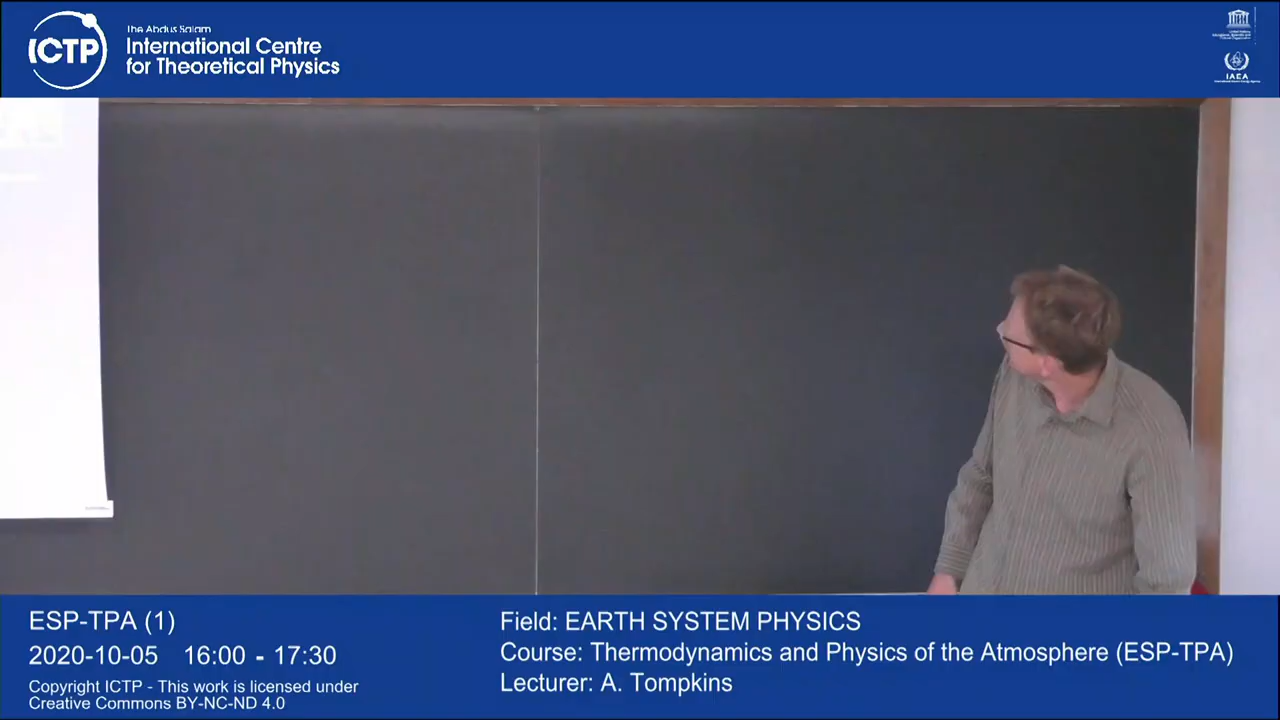 ICTP
The Abdus Salam
International Centre
for Theoretical Physics
IAEA
ESP-TPA (1)
2020-10-05 16:00 - 17:30
Copyright ICTP - This work is licensed under
Creative Commons BY-NC-ND 4.0
Field: EARTH SYSTEM PHYSICS
Course: Thermodynamics and Physics of the Atmosphere (ESP-TPA)
Lecturer: A. Tompkins